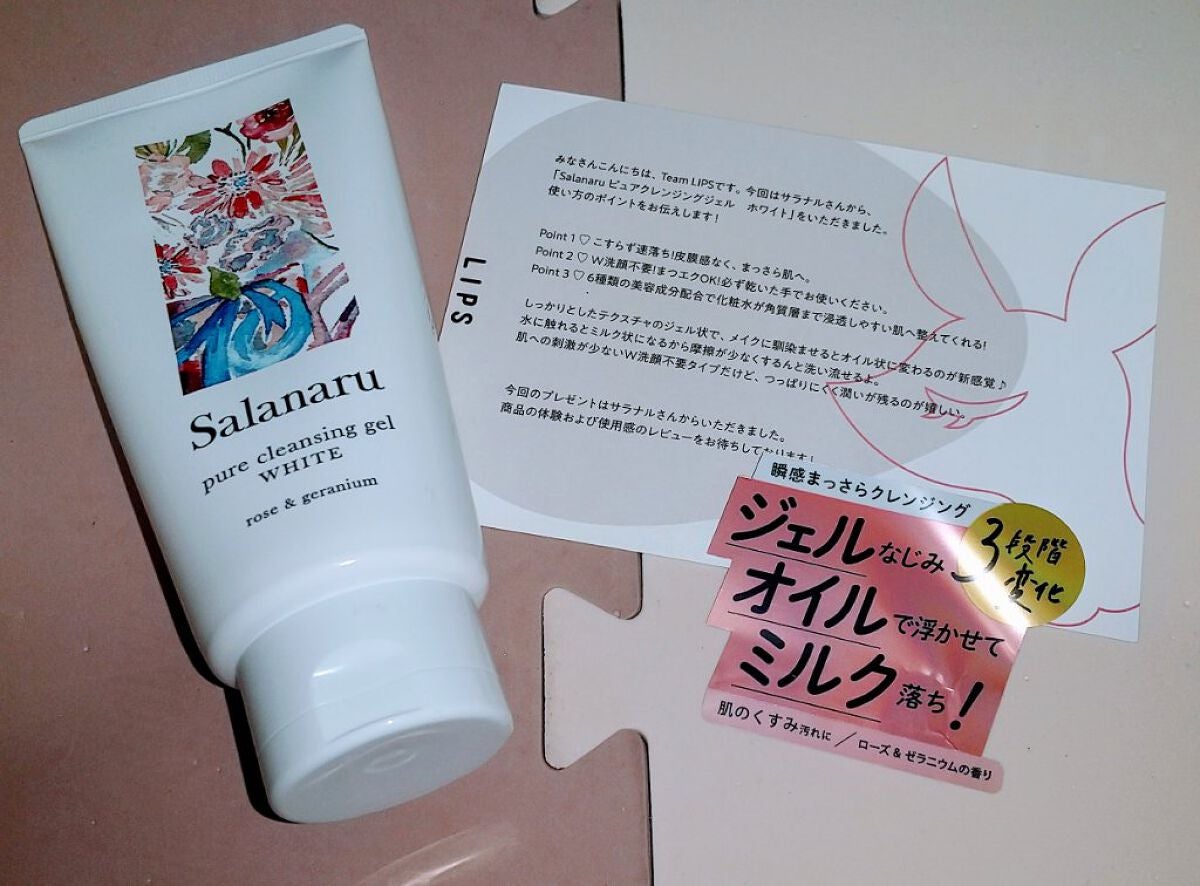 Salanaru
pure cleansing gel
WHITE
rose & geranium
LIPS
みなさんこんにちは、Team LIPSです。今回はサラナルさんから、
「Salanaru ピュアクレンジングジェル　ホワイト」をいただきました。
使い方のポイントをお伝えします！
Point 1 ♡ こすらず速落ち!皮膜感なく、まっさら肌へ。
Point 2 ♡ W洗顔不要!まつエクOK!必ず乾いた手でお使いください。
Point 3 ♡ 6種類の美容成分配合で化粧水が角質層まで浸透しやすい肌へ整えてくれる!
しっかりとしたテクスチャのジェル状で、メイクに馴染ませるとオイル状に変わるのが新感覚♪
水に触れるとミルク状になるから摩擦が少なくするんと洗い流せるよ。
肌への刺激が少ないW洗顔不要タイプだけど、つっぱりにくく潤いが残るのが嬉しい。
今回のプレゼントはサラナルさんからいただきました。
商品の体験および使用感のレビューをお待ちしております！
瞬感まっさらクレンジング
ジェルなじみ
オイルで浮かせて
ミルク落ち！
3段階
変化
肌のくすみ汚れに／ローズ&ゼラニウムの香り